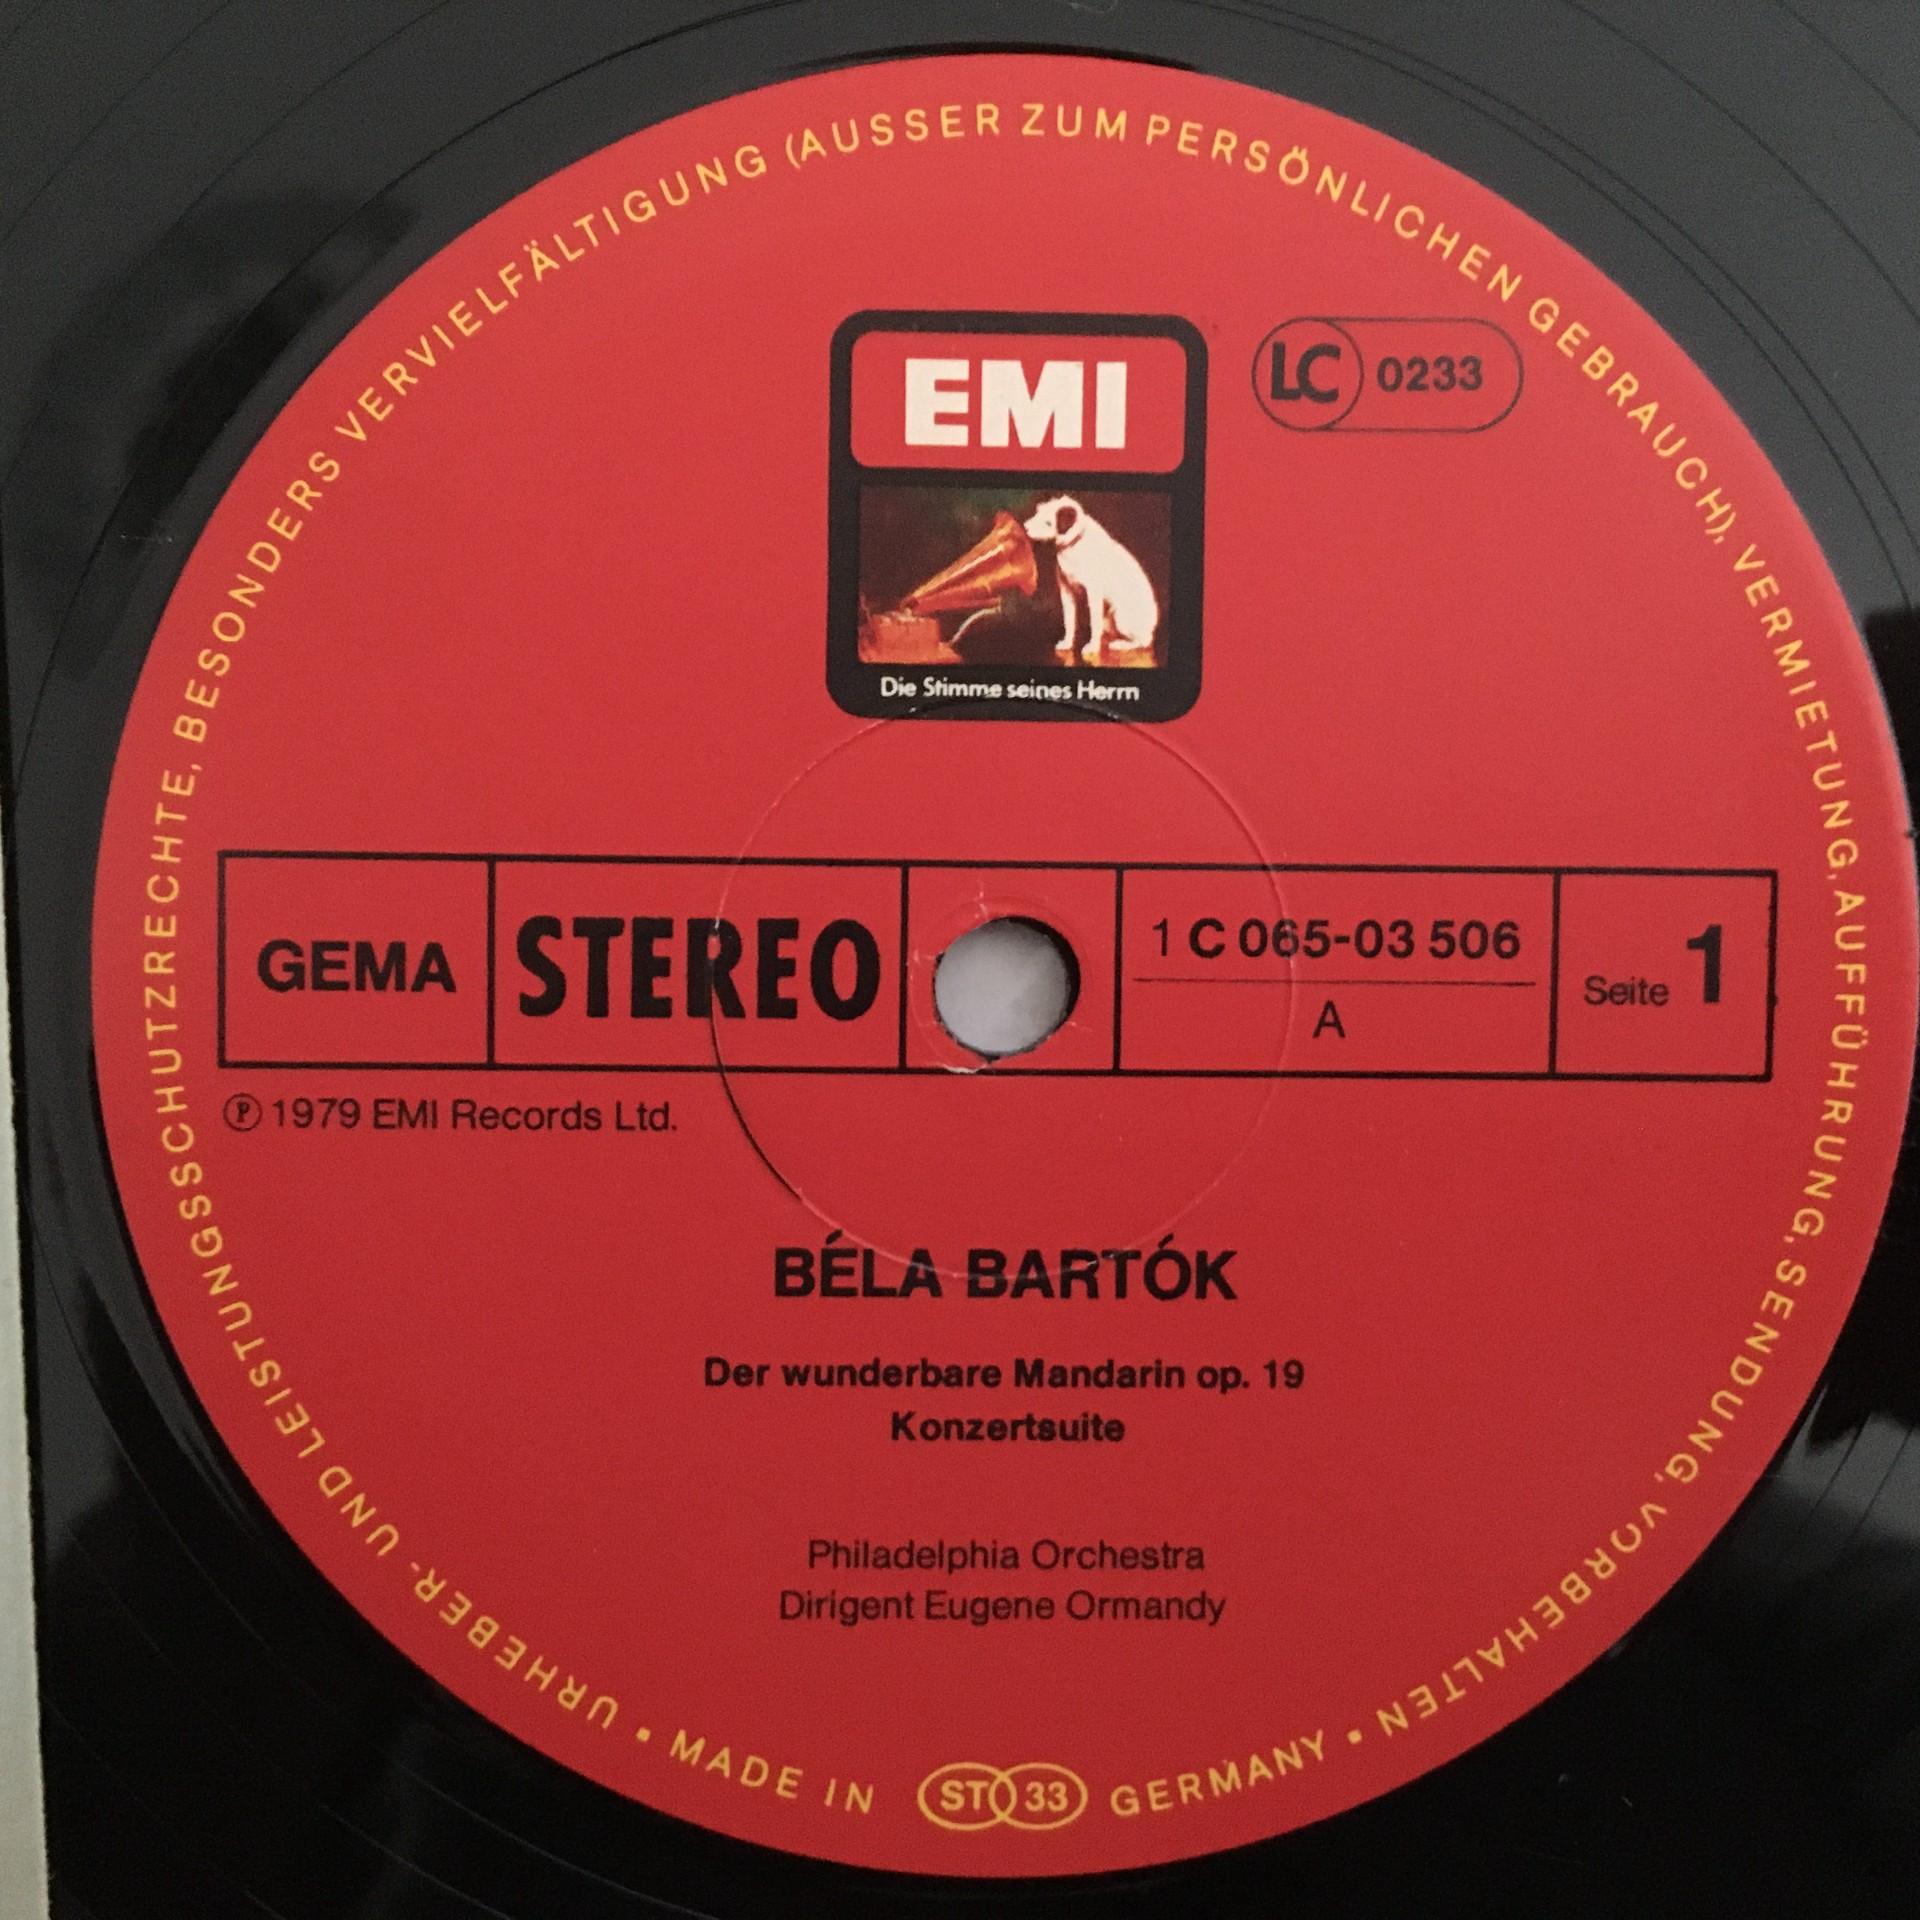 EMI
Die Stimme seines Herrn
LC 0233
GEMA
STEREO
1 C 065-03 506
A
Seite 1
℗ 1979 EMI Records Ltd.
BÉLA BARTÓK
Der wunderbare Mandarin op. 19
Konzertsuite
Philadelphia Orchestra
Dirigent Eugene Ormandy
URHEBER- UND LEISTUNGSSCHUTZRECHTE, BESONDERS VERVIELFÄLTIGUNG (AUSSER ZUM PERSÖNLICHEN GEBRAUCH), VERMIETUNG, AUFFÜHRUNG, SENDUNG, VORBEHALTEN •
MADE IN ST 33 GERMANY •